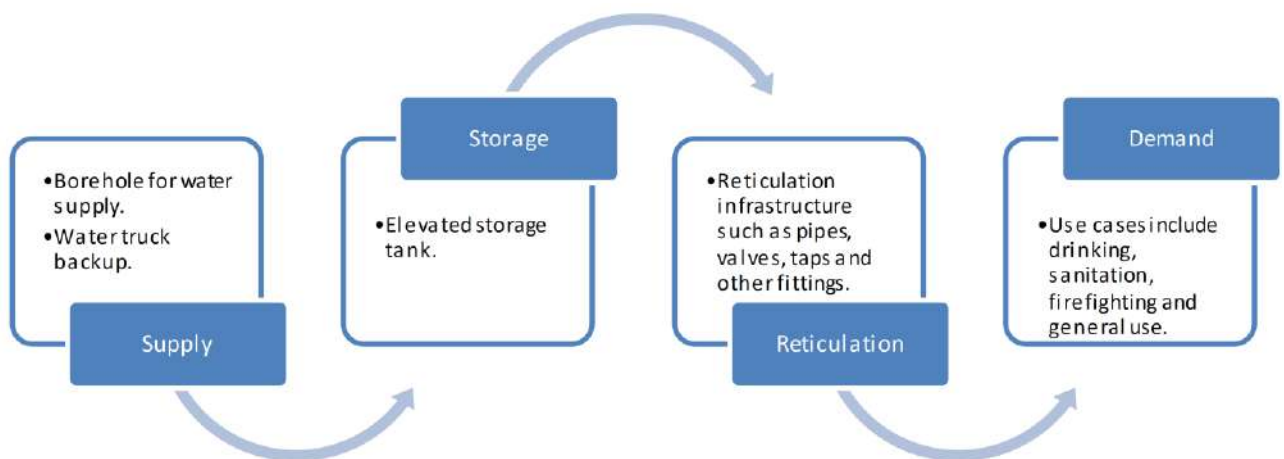 •Borehole for water
supply.
•Water truck
backup.
Supply
Storage
•Elevated storage
tank.
•Reticulation
infrastructure
such as pipes,
valves, taps and
other fittings.
Reticulation
Demand
•Use cases include
drinking,
sanitation,
firefighting and
general use.